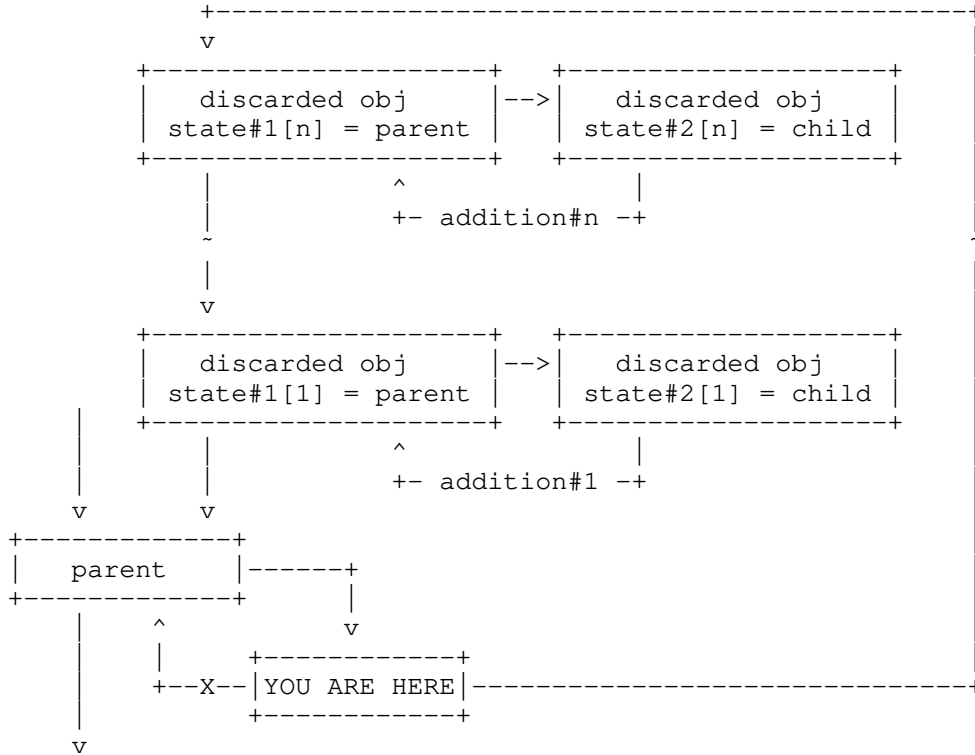 discarded obj discarded obj
state#1[n] = parent state#2[n] = child
addition#n
discarded obj discarded obj
state#1[1] = parent state#2[1] = child
addition#1
parent
X YOU ARE HERE